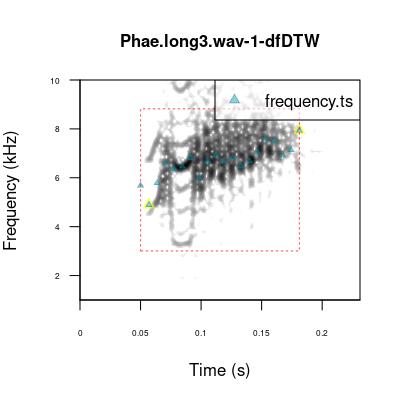 Phae.long3.wav-1-dfDTW
frequency.ts
10
8
6
4
2
Frequency (kHz)
0 0.05 0.1 0.15 0.2
Time (s)